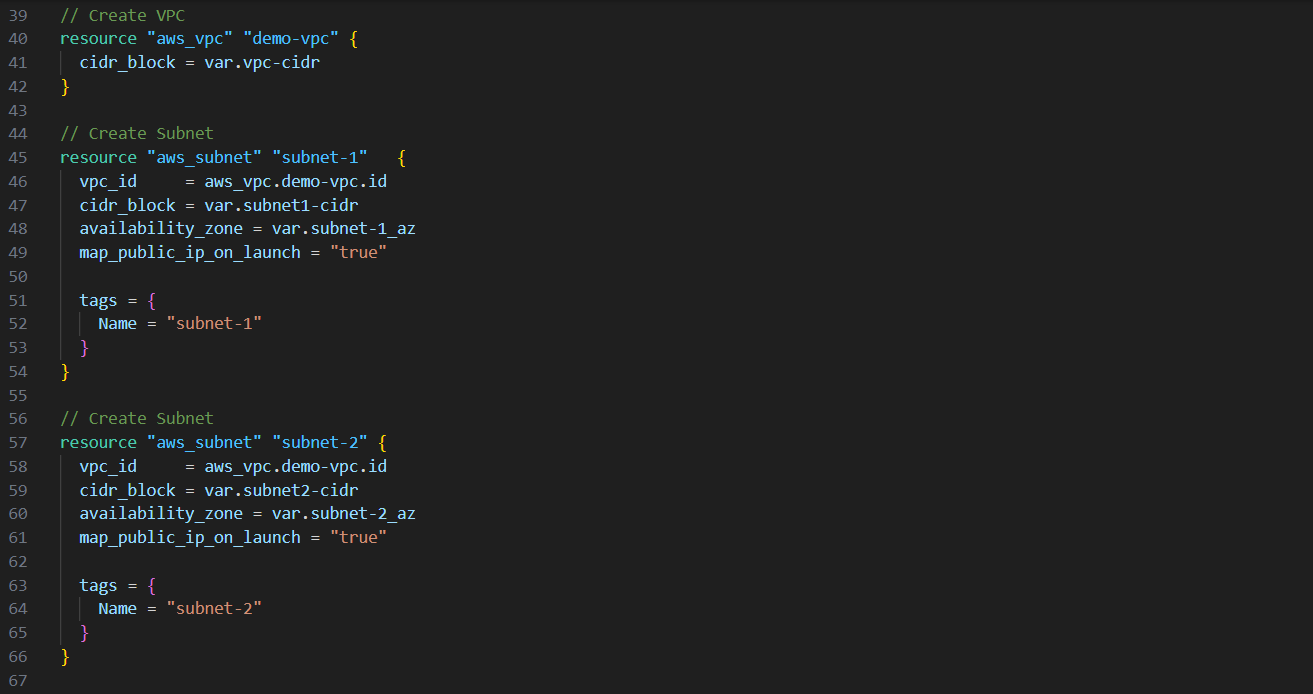 39 // Create VPC
40 resource "aws_vpc" "demo-vpc" {
41 cidr_block = var.vpc-cidr
42 }
43
44 // Create Subnet
45 resource "aws_subnet" "subnet-1"   {
46 vpc_id     = aws_vpc.demo-vpc.id
47 cidr_block = var.subnet1-cidr
48 availability_zone = var.subnet-1_az
49 map_public_ip_on_launch = "true"
50
51 tags = {
52 Name = "subnet-1"
53 }
54 }
55
56 // Create Subnet
57 resource "aws_subnet" "subnet-2" {
58 vpc_id     = aws_vpc.demo-vpc.id
59 cidr_block = var.subnet2-cidr
60 availability_zone = var.subnet-2_az
61 map_public_ip_on_launch = "true"
62
63 tags = {
64 Name = "subnet-2"
65 }
66 }
67